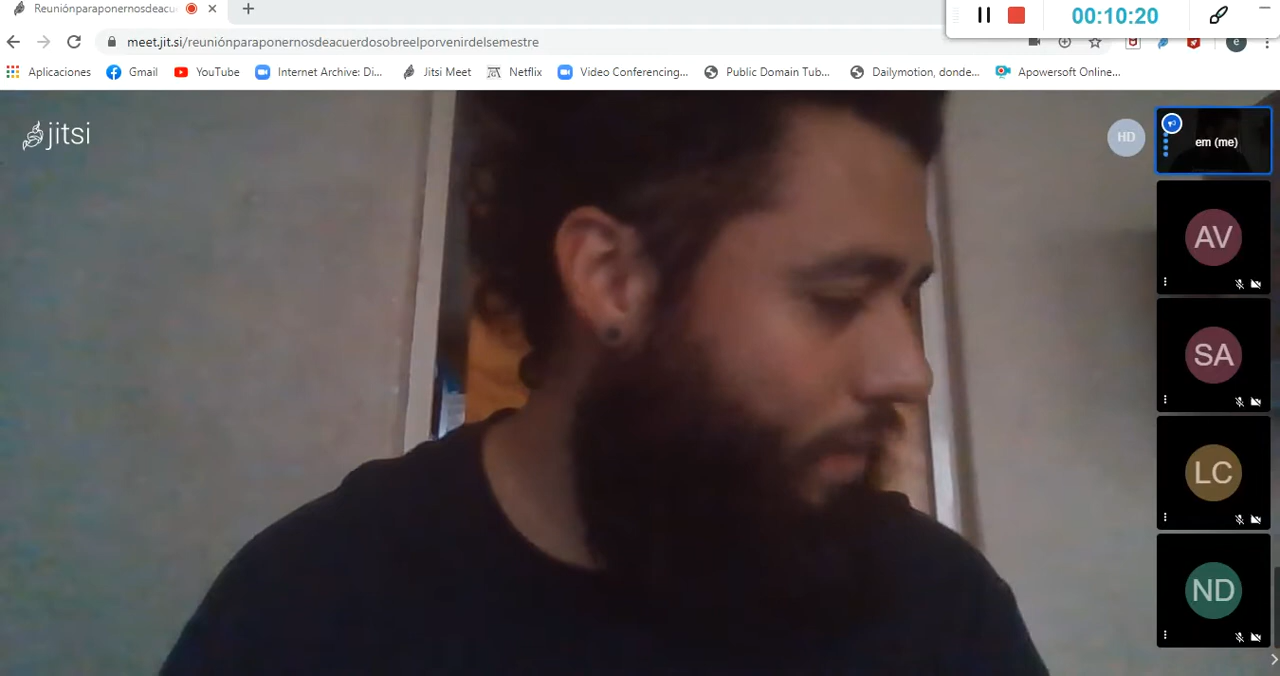 Reuniónparaponernosdeacu
00:10:20
meet.jit.si/reuniónparaponernosdeacuerdosobreelporvenirdelsemestre
e
Aplicaciones Gmail YouTube Internet Archive: Di... Jitsi Meet Netflix Video Conferencing... Public Domain Tub... Dailymotion, donde... Apowersoft Online...
jitsi
HD
em (me)
AV
SA
LC
ND